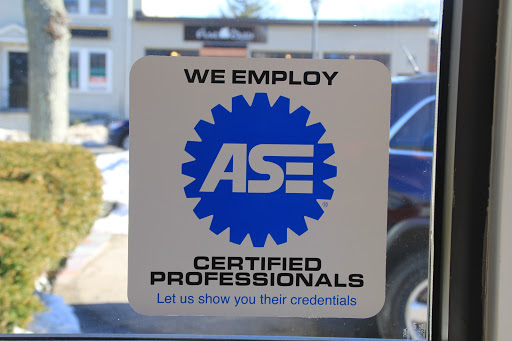 WE EMPLOY
ASE
®
CERTIFIED
PROFESSIONALS
Let us show you their credentials